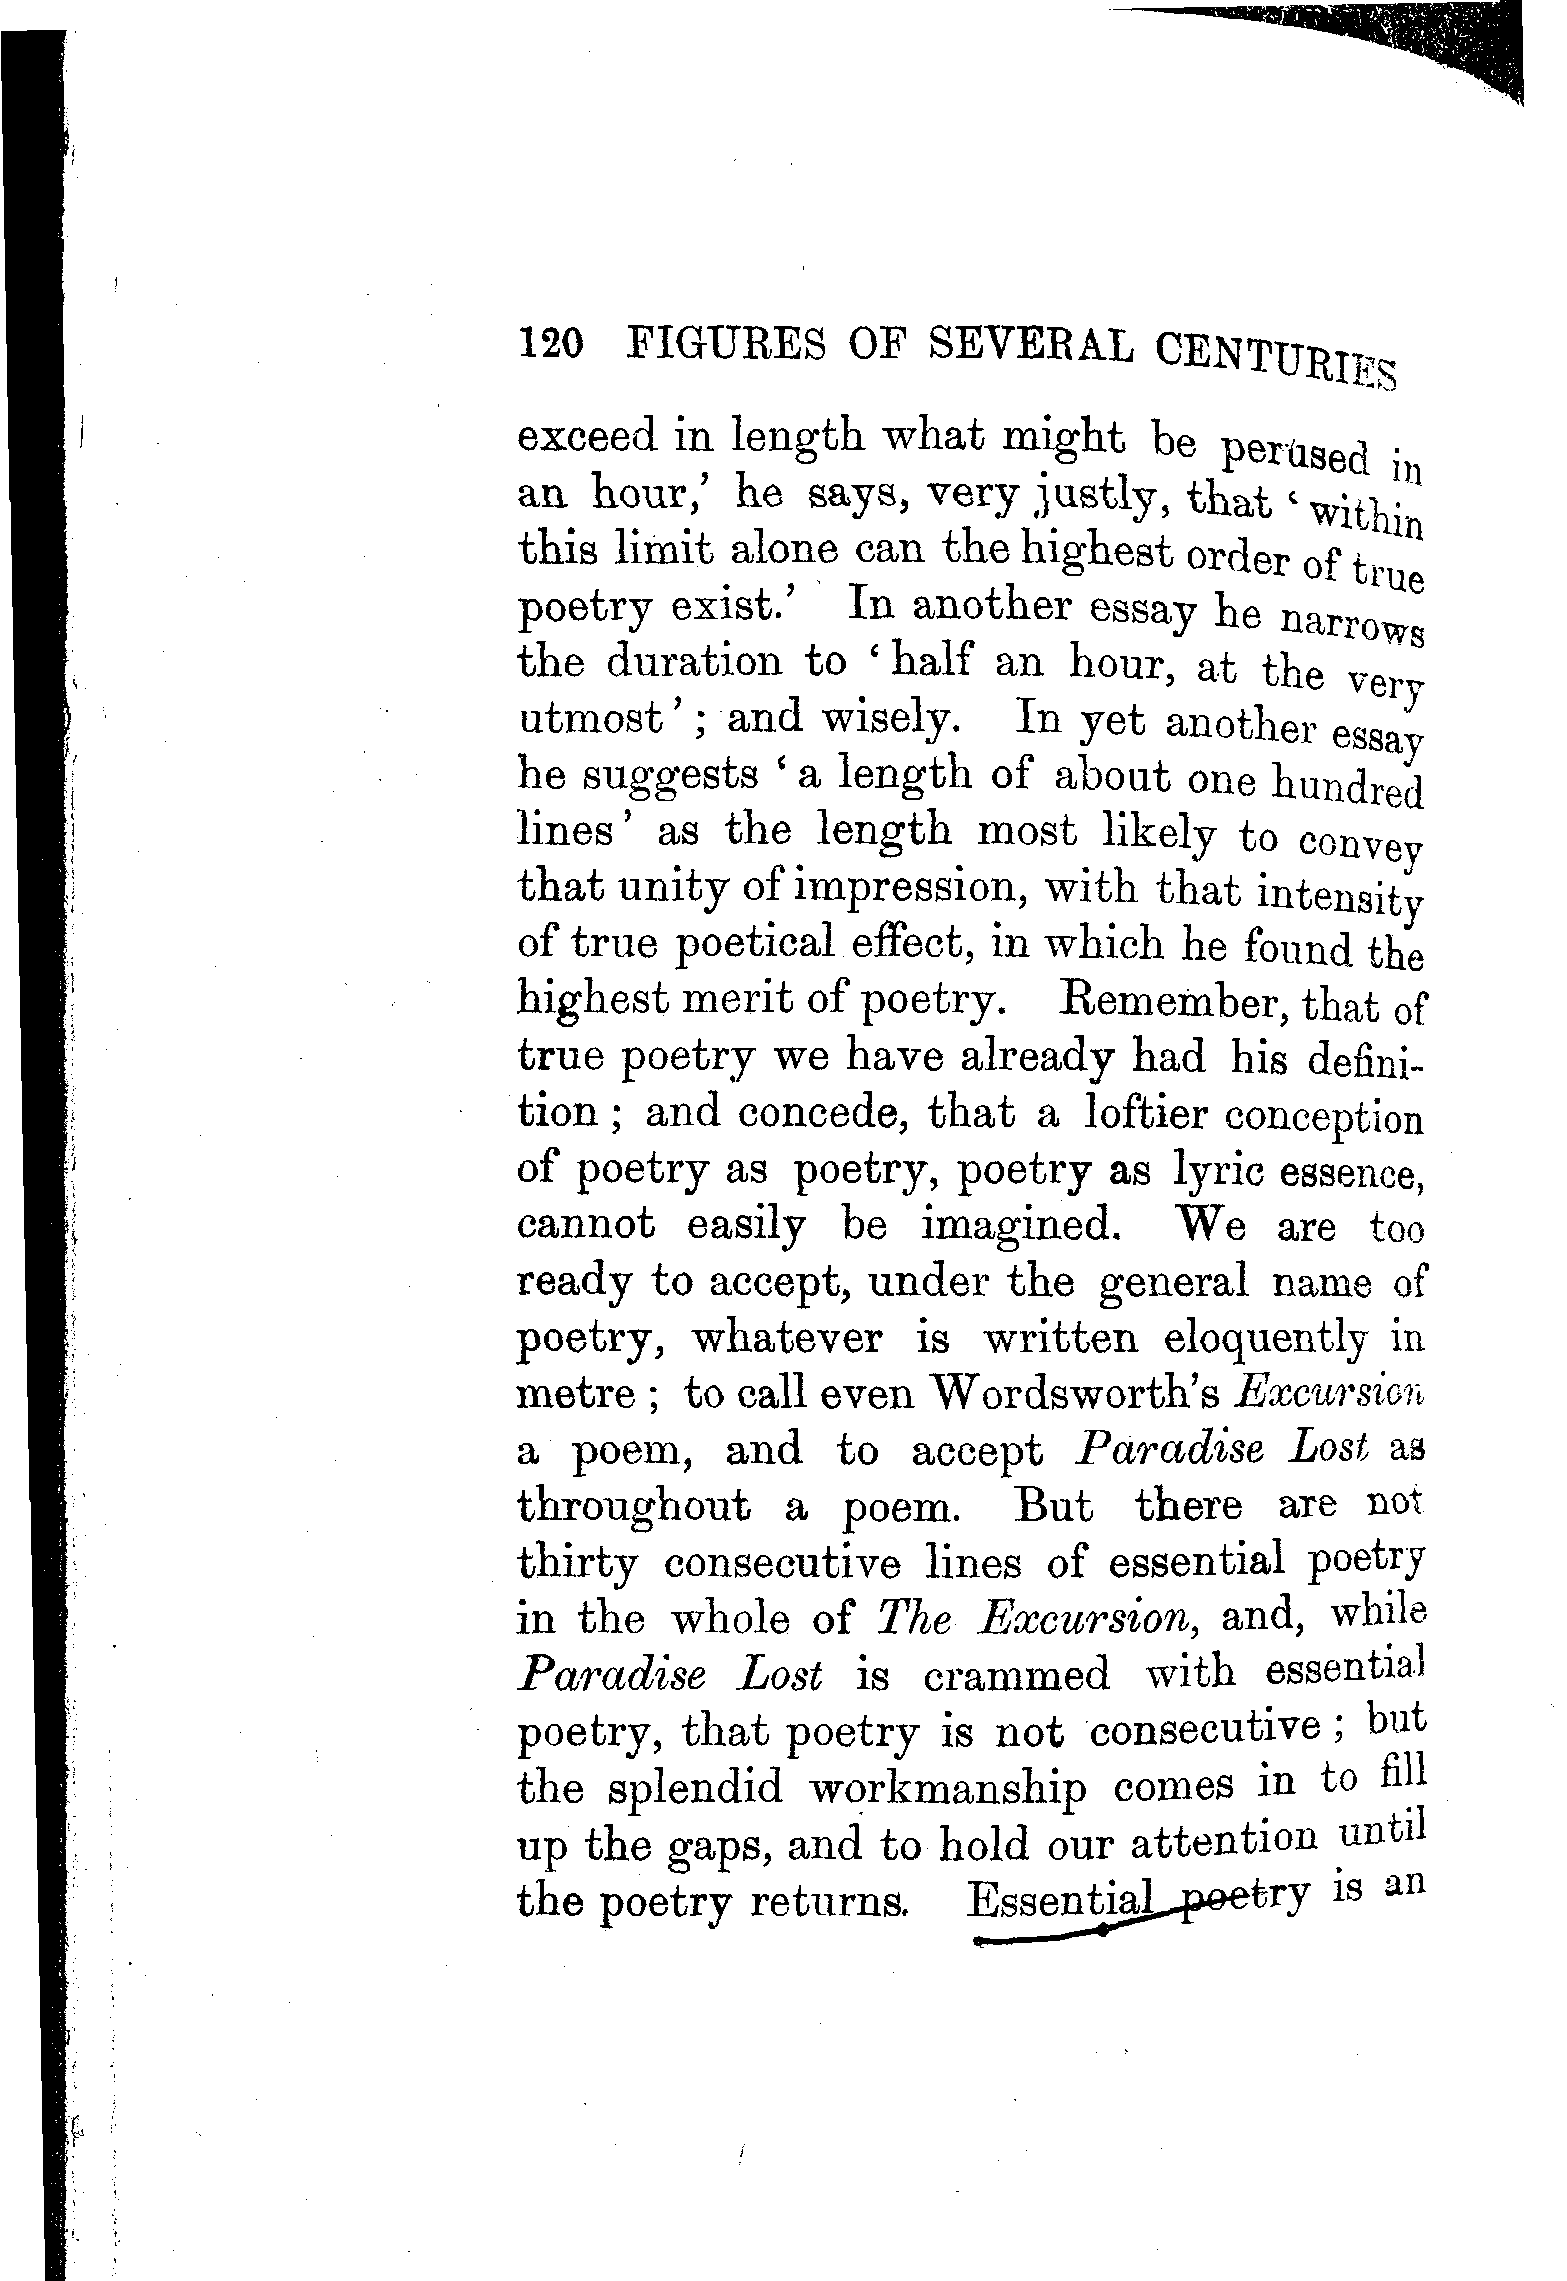 120 FIGURES OF SEVERAL CENTURIES
exceed in length what might be perused in
an hour,’ he says, very justly, that ‘ within
this limit alone can the highest order of true
poetry exist.’ In another essay he narrows
the duration to ‘ half an hour, at the very
utmost ’ ; and wisely. In yet another essay
he suggests ‘ a length of about one hundred
lines ’ as the length most likely to convey
that unity of impression, with that intensity
of true poetical effect, in which he found the
highest merit of poetry. Remember, that of
true poetry we have already had his defini-
tion ; and concede, that a loftier conception
of poetry as poetry, poetry as lyric essence,
cannot easily be imagined. We are too
ready to accept, under the general name of
poetry, whatever is written eloquently in
metre ; to call even Wordsworth’s Excursion
a poem, and to accept Paradise Lost as
throughout a poem. But there are not
thirty consecutive lines of essential poetry
in the whole of The Excursion, and, while
Paradise Lost is crammed with essential
poetry, that poetry is not consecutive ; but
the splendid workmanship comes in to fill
up the gaps, and to hold our attention until
the poetry returns. Essential poetry is an